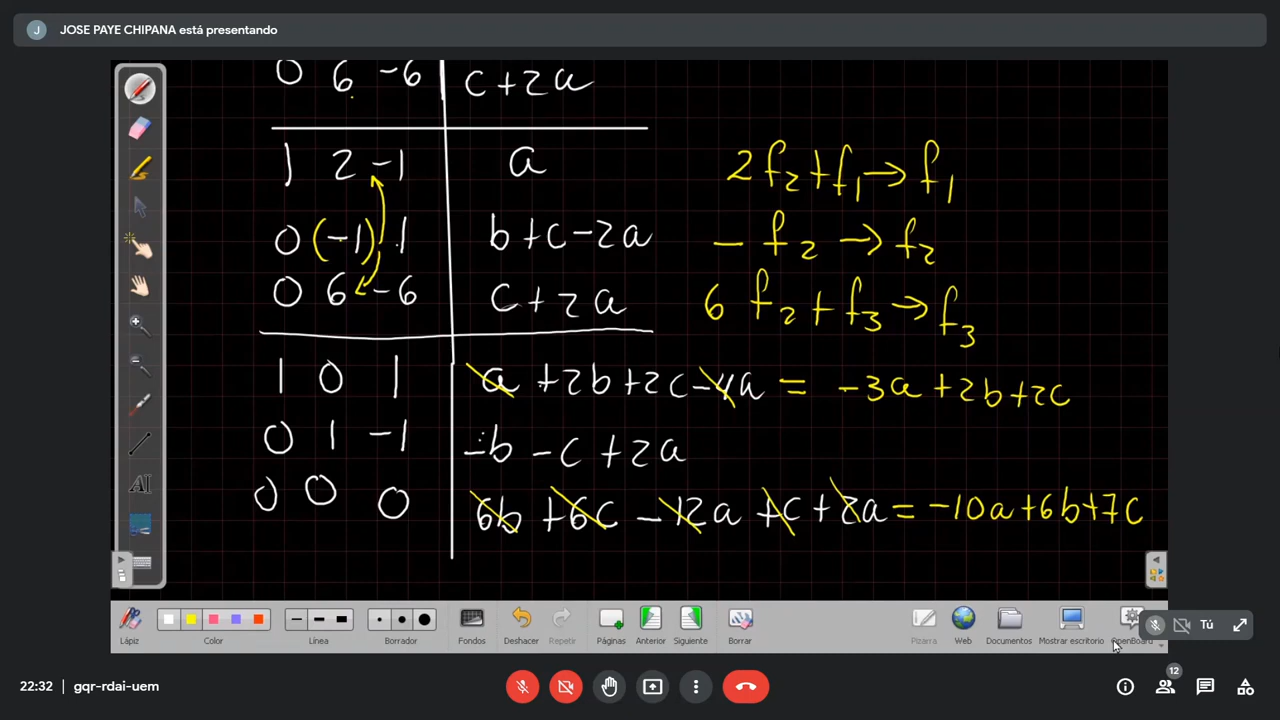 J JOSE PAYE CHIPANA está presentando
0 6 -6 | c+2a
1 2 -1 | a
2f₂+f₁→f₁
0 (-1) 1 | b+c-2a
-f₂→f₂
0 6 -6 | c+2a
6f₂+f₃→f₃
1 0 1 | a+2b+2c-4a = -3a+2b+2c
0 1 -1 | -b-c+2a
0 0 0 | 6b+6c-12a+c+2a = -10a+6b+7c
Lápiz Color Línea Borrador Fondos Deshacer Repetir Páginas Anterior Siguiente Borrar Pizarra Web Documentos Mostrar escritorio OpenBoard
Tú
22:32 | gqr-rdai-uem
12